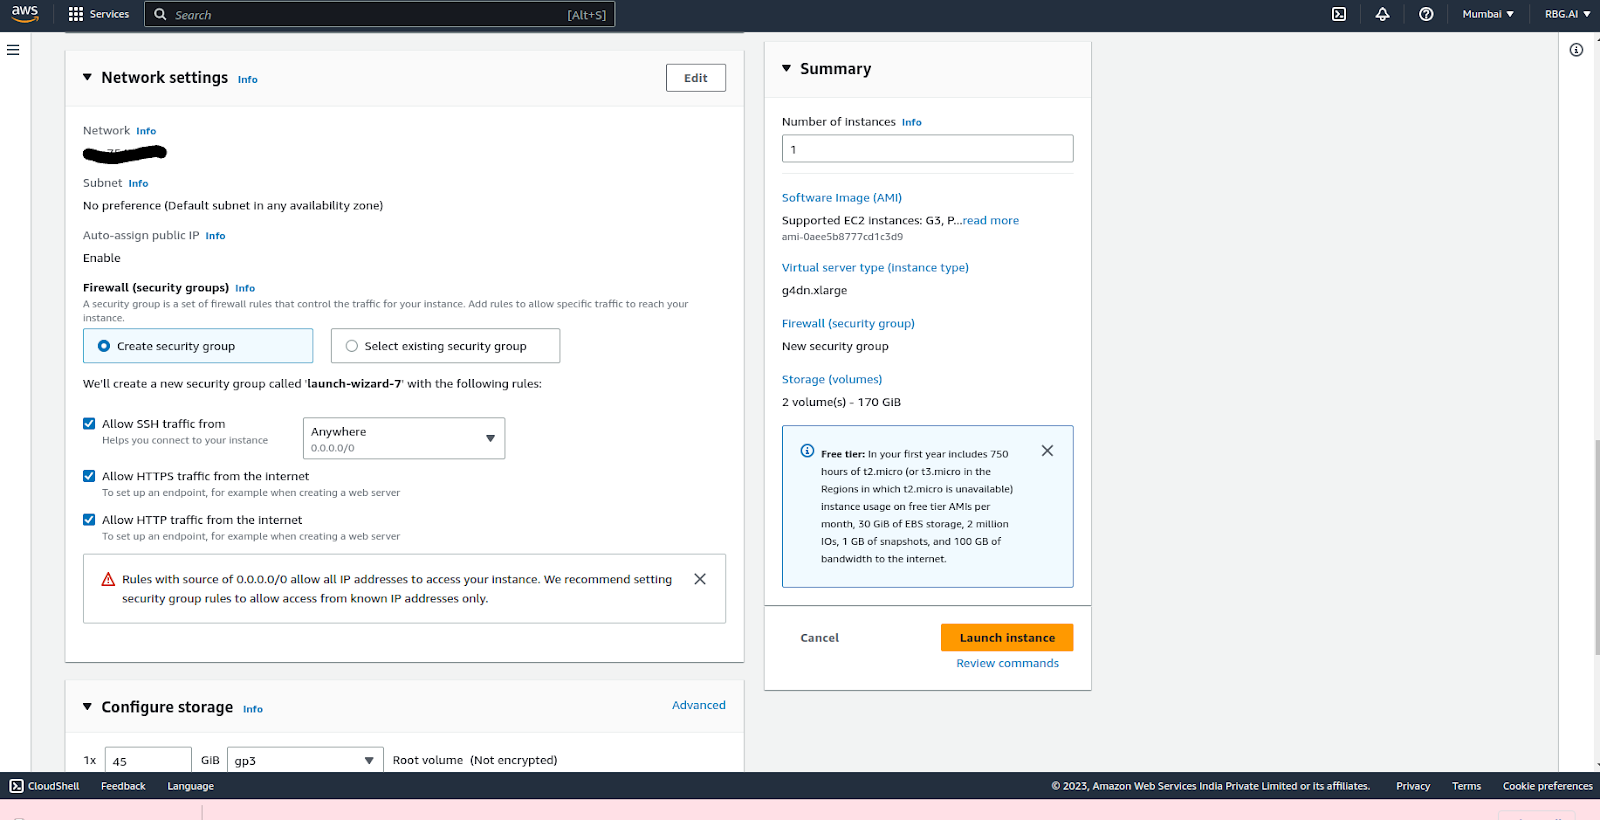 aws
Services
Search
[Alt+S]
Mumbai
RBG.AI
Network settings Info
Edit
Network Info
Subnet Info
No preference (Default subnet in any availability zone)
Auto-assign public IP Info
Enable
Firewall (security groups) Info
A security group is a set of firewall rules that control the traffic for your instance. Add rules to allow specific traffic to reach your
instance.
Create security group
Select existing security group
We'll create a new security group called 'launch-wizard-7' with the following rules:
Allow SSH traffic from
Helps you connect to your instance
Anywhere
0.0.0.0/0
Allow HTTPS traffic from the internet
To set up an endpoint, for example when creating a web server
Allow HTTP traffic from the internet
To set up an endpoint, for example when creating a web server
Rules with source of 0.0.0.0/0 allow all IP addresses to access your instance. We recommend setting
security group rules to allow access from known IP addresses only.
Configure storage Info
Advanced
1x 45 GiB gp3 Root volume (Not encrypted)
Summary
Number of instances Info
1
Software Image (AMI)
Supported EC2 instances: G3, P...read more
ami-0aee5b8777cd1c3d9
Virtual server type (instance type)
g4dn.xlarge
Firewall (security group)
New security group
Storage (volumes)
2 volume(s) - 170 GiB
Free tier: In your first year includes 750
hours of t2.micro (or t3.micro in the
Regions in which t2.micro is unavailable)
instance usage on free tier AMIs per
month, 30 GiB of EBS storage, 2 million
IOs, 1 GB of snapshots, and 100 GB of
bandwidth to the internet.
Cancel
Launch instance
Review commands
CloudShell
Feedback
Language
© 2023, Amazon Web Services India Private Limited or its affiliates.
Privacy
Terms
Cookie preferences